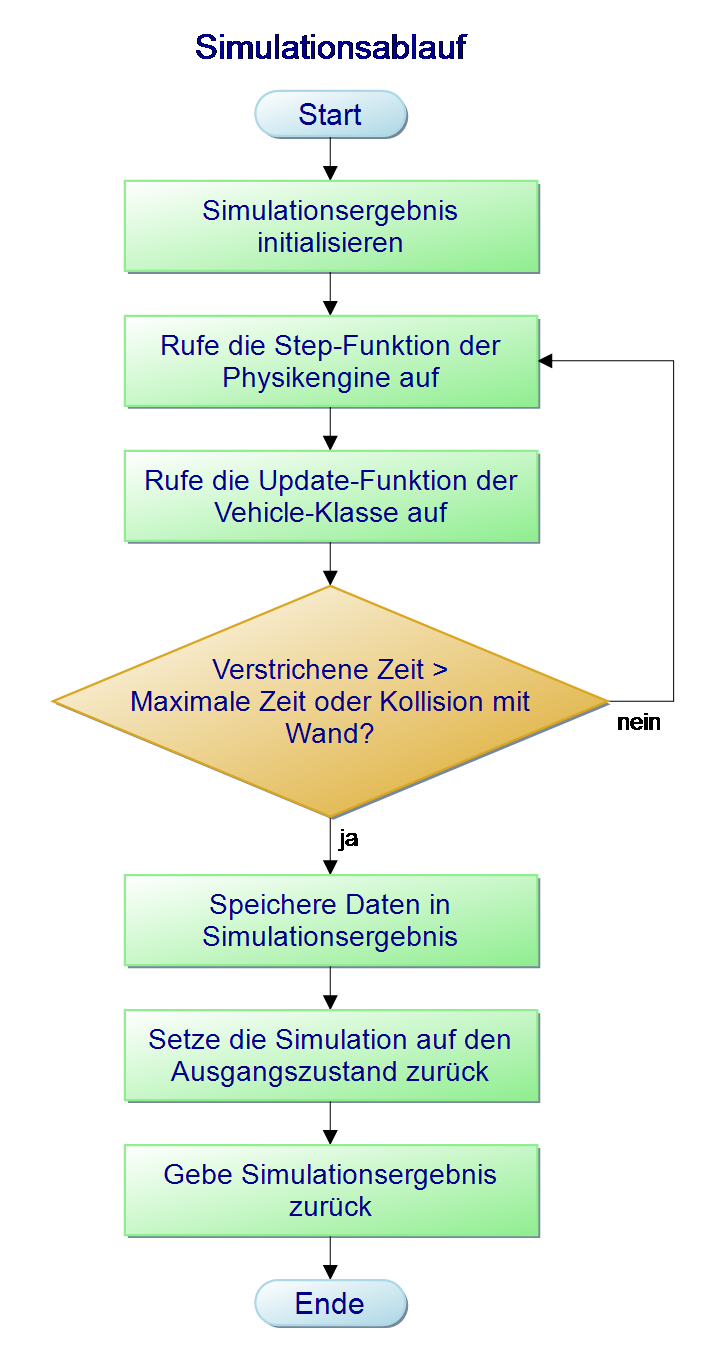 Simulationsablauf
Start
Simulationsergebnis
initialisieren
Rufe die Step-Funktion der
Physikengine auf
Rufe die Update-Funktion der
Vehicle-Klasse auf
Verstrichene Zeit >
Maximale Zeit oder Kollision mit
Wand?
nein
ja
Speichere Daten in
Simulationsergebnis
Setze die Simulation auf den
Ausgangszustand zurück
Gebe Simulationsergebnis
zurück
Ende